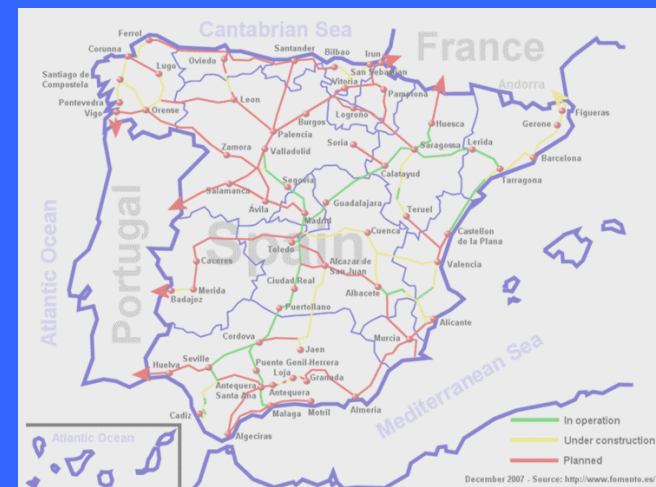 Cantabrian Sea
France
Ferrol
Corunna
Oviedo
Santander
Bilbao
Irun
San Sebastian
Lugo
Vitoria
Andorra
Santiago de
Compostela
Pamplona
Pontevedra
Vigo
Orense
Leon
Burgos
Logroño
Huesca
Figueras
Gerone
Palencia
Zamora
Valladolid
Soria
Saragossa
Lerida
Barcelona
Calatayud
Tarragona
Salamanca
Segovia
Ávila
Guadalajara
Madrid
Teruel
Castellon
de la Plana
Atlantic Ocean
Portugal
Spain
Toledo
Cuenca
Caceres
Alcazar de
San Juan
Valencia
Merida
Badajoz
Ciudad Real
Albacete
Puertollano
Alicante
Cordova
Murcia
Jaen
Mediterranean Sea
Huelva
Seville
Puente Genil-Herrera
Loja
Granada
Antequera
Santa Ana
Antequera
Cadiz
Malaga
Motril
Almeria
Algeciras
Atlantic Ocean
In operation
Under construction
Planned
December 2007 - Source: http://www.fomento.es/